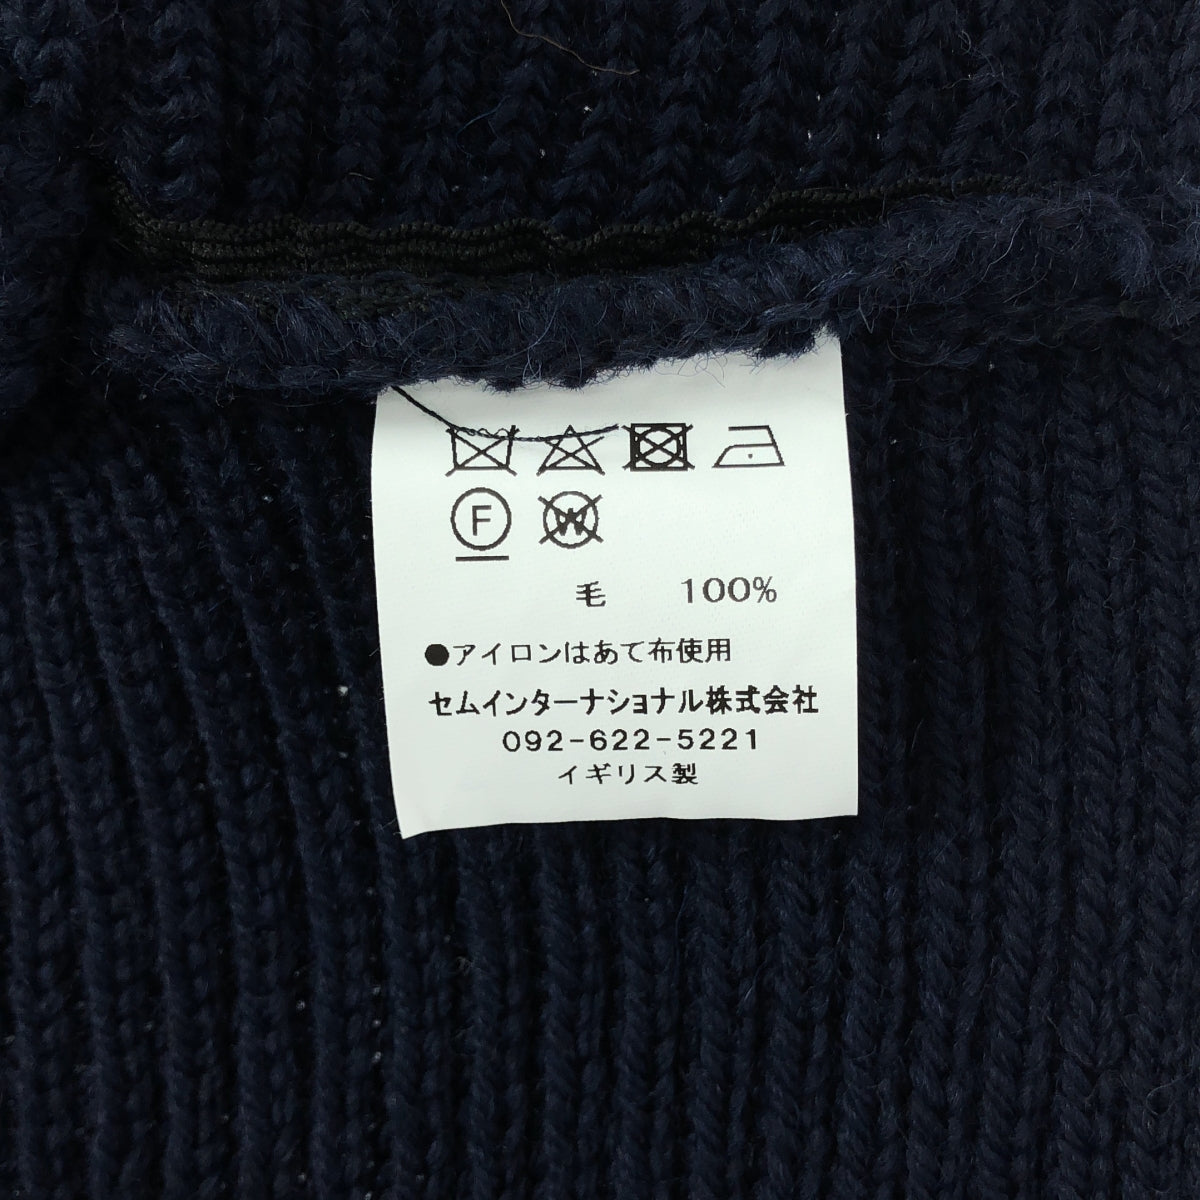 F W
毛 100%
●アイロンはあて布使用
セムインターナショナル株式会社
092-622-5221
イギリス製